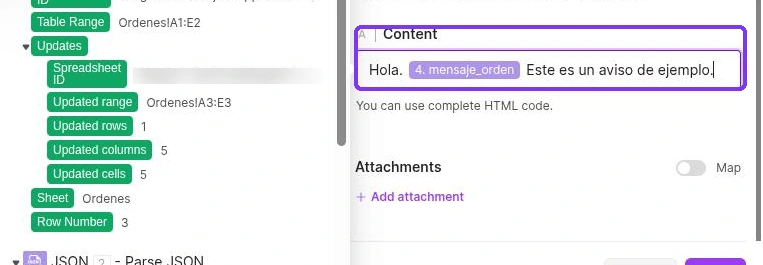 Table Range Ordenes!A1:E2
Updates
Spreadsheet
ID
Updated range Ordenes!A3:E3
Updated rows 1
Updated columns 5
Updated cells 5
Sheet Ordenes
Row Number 3
JSON 2 - Parse JSON
A Content
Hola. 4. mensaje_orden Este es un aviso de ejemplo.
You can use complete HTML code.
Attachments Map
+ Add attachment